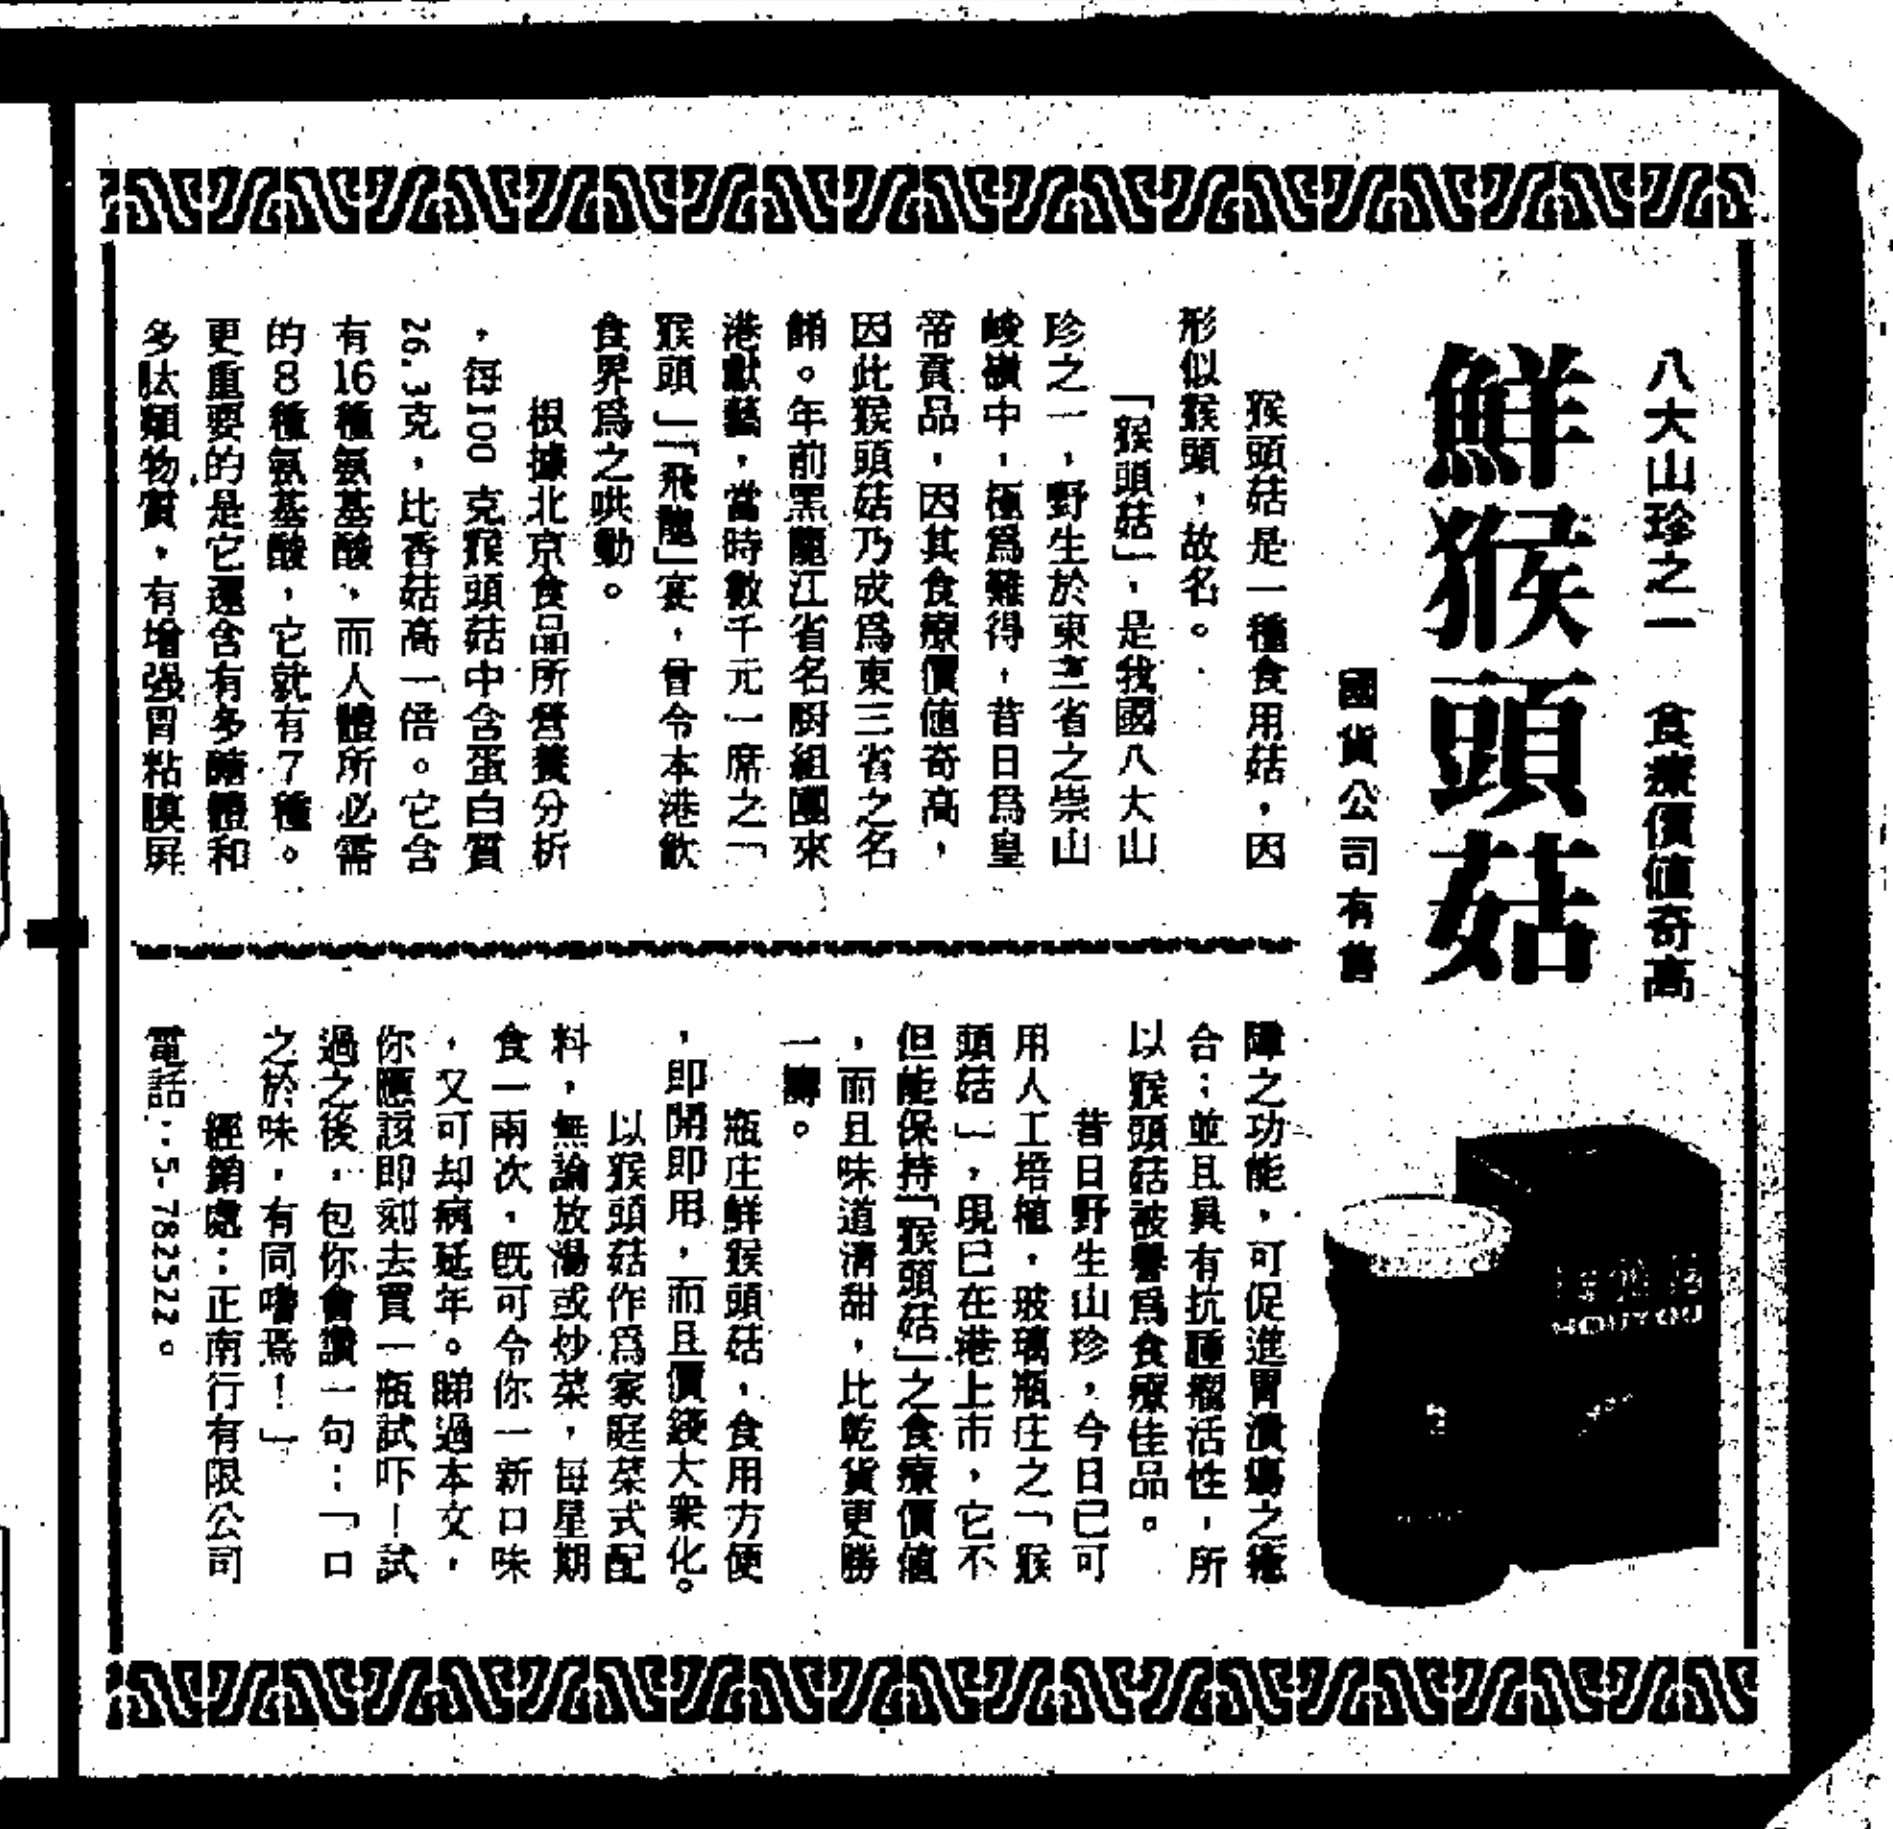 八大山珍之一　食療價值奇高
鮮猴頭菇
國貨公司有售
猴頭菇是一種食用菇，因
形似猴頭，故名。
「猴頭菇」，是我國八大山
珍之一，野生於東三省之崇山
峻嶺中，極爲難得，昔日爲皇
帝貢品，因其食療價值奇高，
因此猴頭菇乃成爲東三省之名
餚。年前黑龍江省名廚組團來
港獻藝，當時數千元一席之「
猴頭」「飛龍」宴，曾令本港飲
食界爲之哄動。
根據北京食品所營養分析
，每100 克猴頭菇中含蛋白質
26.3克，比香菇高一倍。它含
有16種氨基酸，而人體所必需
的8種氨基酸，它就有7種。
更重要的是它還含有多醣體和
多肽類物質，有增强胃粘膜屏
障之功能，可促進胃潰瘍之癒
合；並且具有抗腫瘤活性，所
以猴頭菇被譽爲食療佳品。
昔日野生山珍，今日已可
用人工培植，玻璃瓶庄之「猴
頭菇」，現已在港上市，它不
但能保持「猴頭菇」之食療價值
，而且味道清甜，比乾貨更勝
一籌。
瓶庄鮮猴頭菇，食用方便
，即開即用，而且價錢大衆化。
以猴頭菇作爲家庭菜式配
料，無論放湯或炒菜，每星期
食一兩次，既可令你一新口味
，又可却病延年。睇過本文，
你應該即刻去買一瓶試吓！試
過之後，包你會讚一句：「口
之於味，有同嗜焉！」
經銷處：正南行有限公司
電話：5-782522。
HOUTOU